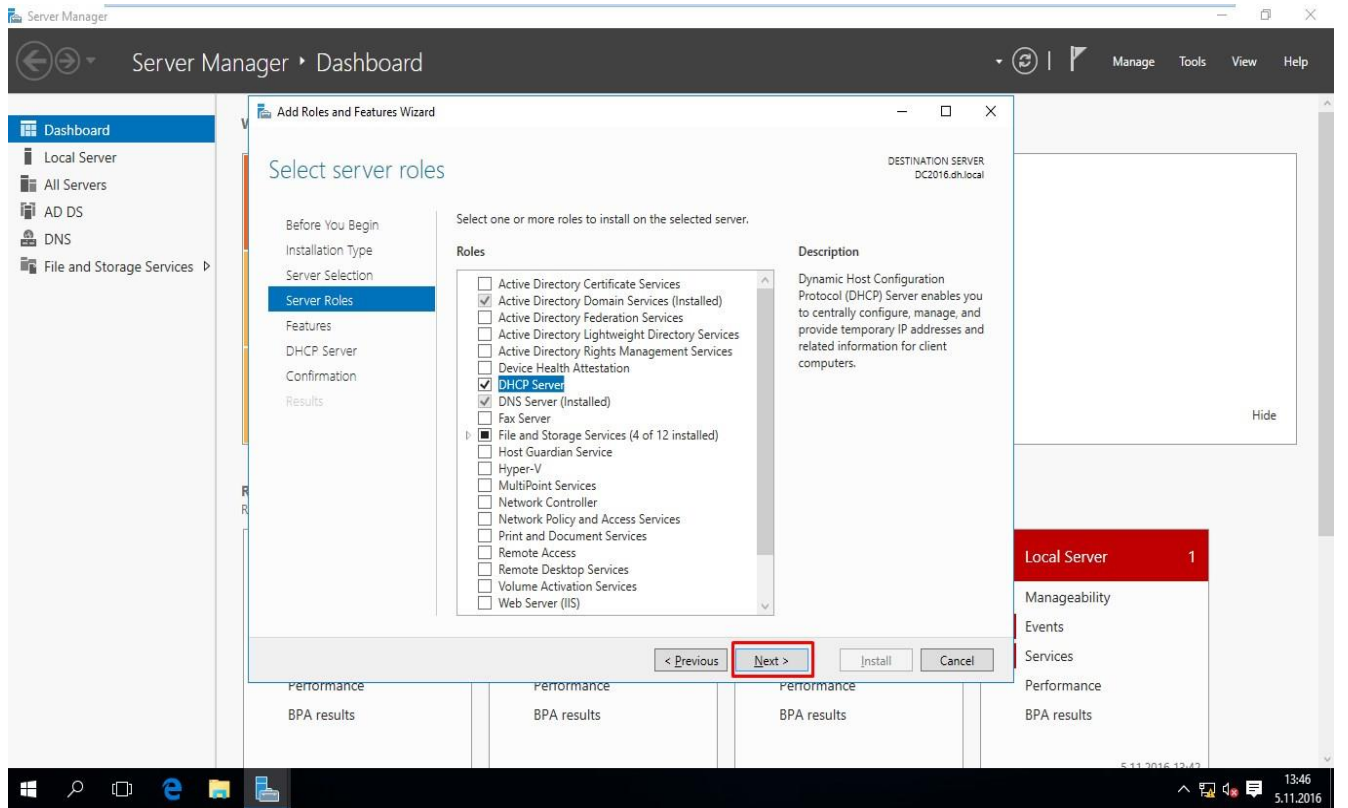 Server Manager
Server Manager • Dashboard
Manage Tools View Help
Dashboard
Local Server
All Servers
AD DS
DNS
File and Storage Services
Add Roles and Features Wizard
Select server roles
DESTINATION SERVER
DC2016.dh.local
Before You Begin
Installation Type
Server Selection
Server Roles
Features
DHCP Server
Confirmation
Results
Select one or more roles to install on the selected server.
Roles
Active Directory Certificate Services
Active Directory Domain Services (Installed)
Active Directory Federation Services
Active Directory Lightweight Directory Services
Active Directory Rights Management Services
Device Health Attestation
DHCP Server
DNS Server (Installed)
Fax Server
File and Storage Services (4 of 12 installed)
Host Guardian Service
Hyper-V
MultiPoint Services
Network Controller
Network Policy and Access Services
Print and Document Services
Remote Access
Remote Desktop Services
Volume Activation Services
Web Server (IIS)
Description
Dynamic Host Configuration
Protocol (DHCP) Server enables you
to centrally configure, manage, and
provide temporary IP addresses and
related information for client
computers.
< Previous Next > Install Cancel
Hide
Local Server 1
Manageability
Events
Services
Performance
BPA results
5.11.2016 13:42
Performance
BPA results
Performance
BPA results
Performance
BPA results
13:46
5.11.2016